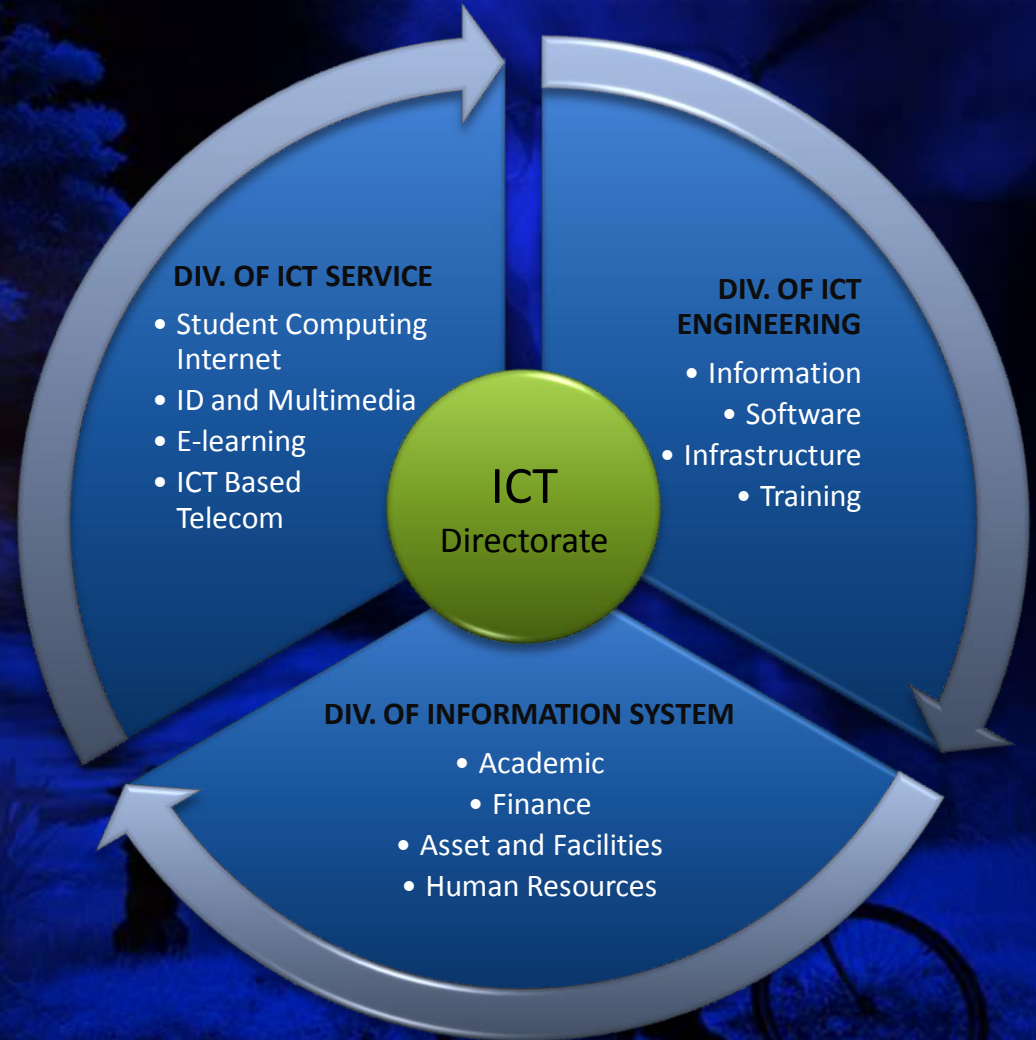 DIV. OF ICT SERVICE
• Student Computing
Internet
• ID and Multimedia
• E-learning
• ICT Based
Telecom
DIV. OF ICT
ENGINEERING
• Information
• Software
• Infrastructure
• Training
ICT
Directorate
DIV. OF INFORMATION SYSTEM
• Academic
• Finance
• Asset and Facilities
• Human Resources